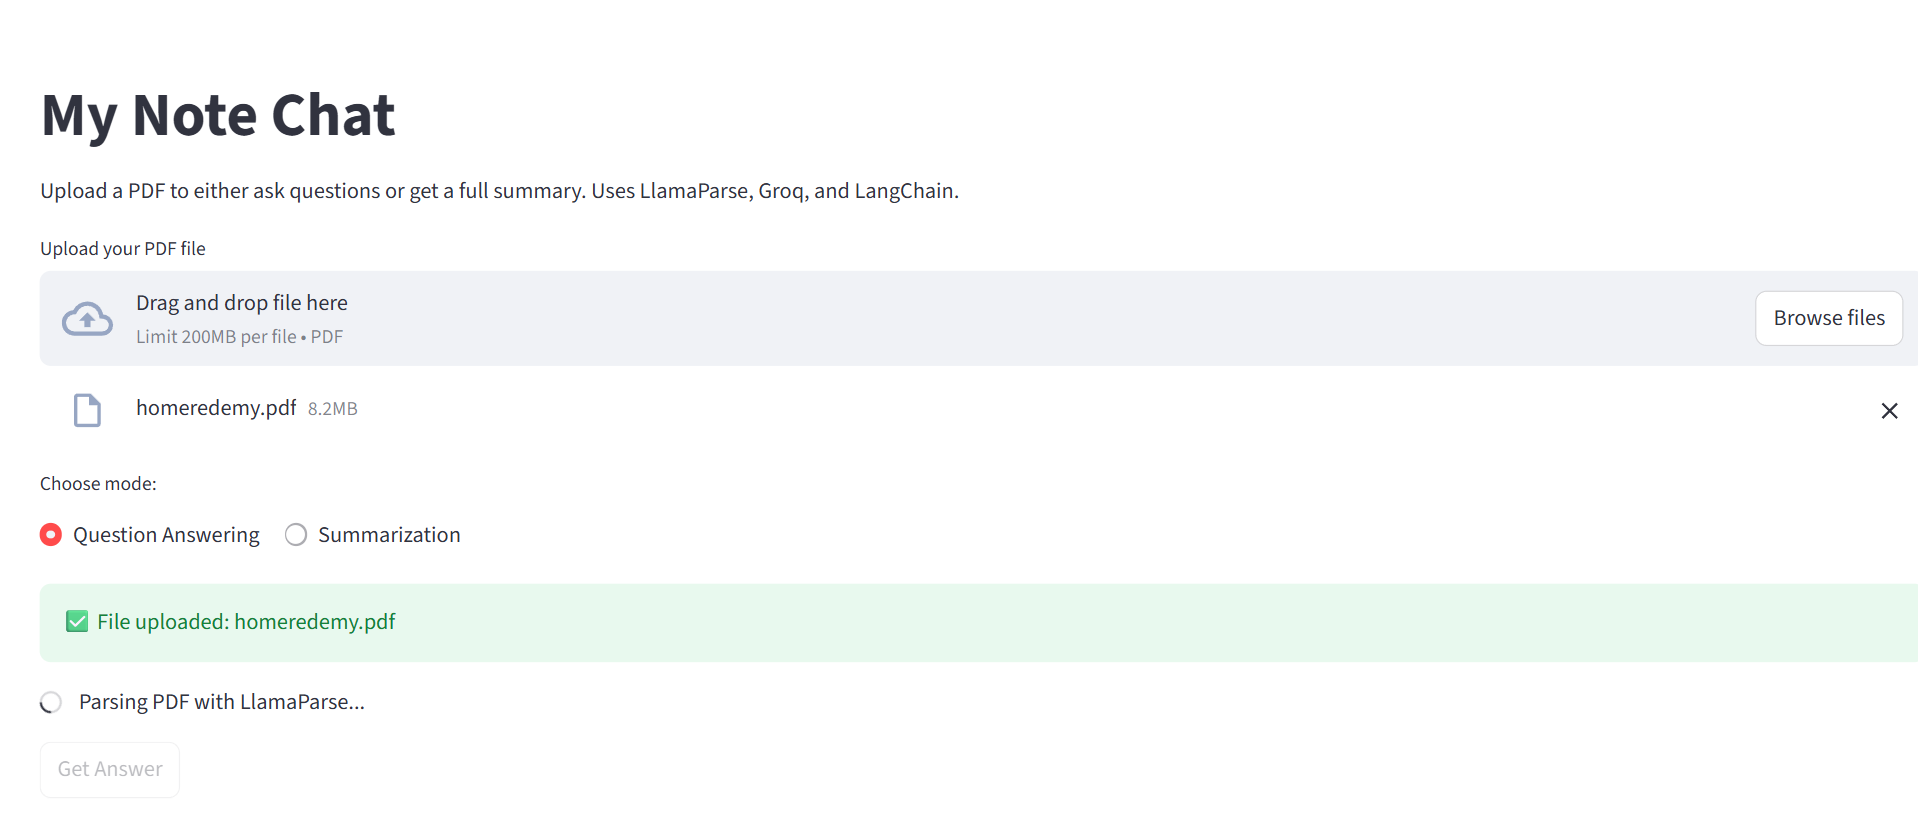 My Note Chat
Upload a PDF to either ask questions or get a full summary. Uses LlamaParse, Groq, and LangChain.
Upload your PDF file
Drag and drop file here
Limit 200MB per file • PDF
Browse files
homeredemy.pdf 8.2MB
Choose mode:
Question Answering Summarization
✅ File uploaded: homeredemy.pdf
Parsing PDF with LlamaParse...
Get Answer